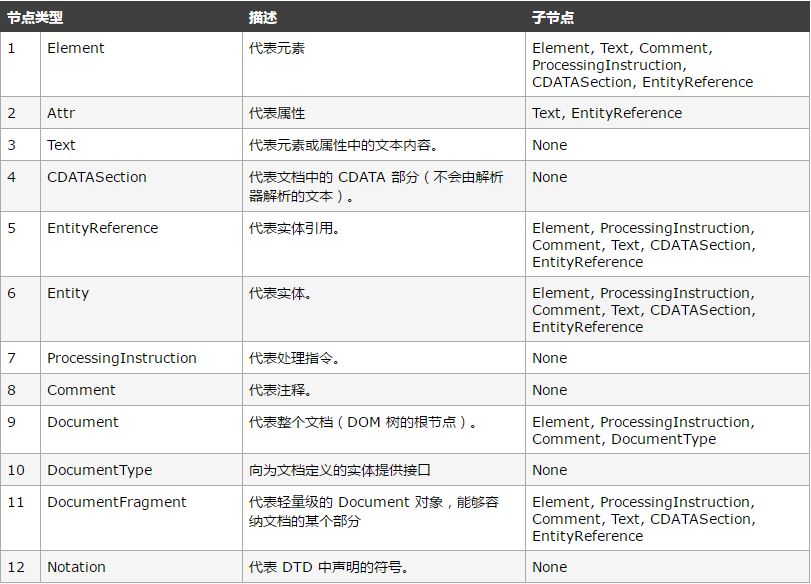 节点类型 描述 子节点
1 Element 代表元素 Element, Text, Comment,
ProcessingInstruction,
CDATASection, EntityReference
2 Attr 代表属性 Text, EntityReference
3 Text 代表元素或属性中的文本内容。 None
4 CDATASection 代表文档中的 CDATA 部分（不会由解析 None
器解析的文本）。
5 EntityReference 代表实体引用。 Element, ProcessingInstruction,
Comment, Text, CDATASection,
EntityReference
6 Entity 代表实体。 Element, ProcessingInstruction,
Comment, Text, CDATASection,
EntityReference
7 ProcessingInstruction 代表处理指令。 None
8 Comment 代表注释。 None
9 Document 代表整个文档（DOM 树的根节点）。 Element, ProcessingInstruction,
Comment, DocumentType
10 DocumentType 向为文档定义的实体提供接口 None
11 DocumentFragment 代表轻量级的 Document 对象，能够容 Element, ProcessingInstruction,
纳文档的某个部分 Comment, Text, CDATASection,
EntityReference
12 Notation 代表 DTD 中声明的符号。 None